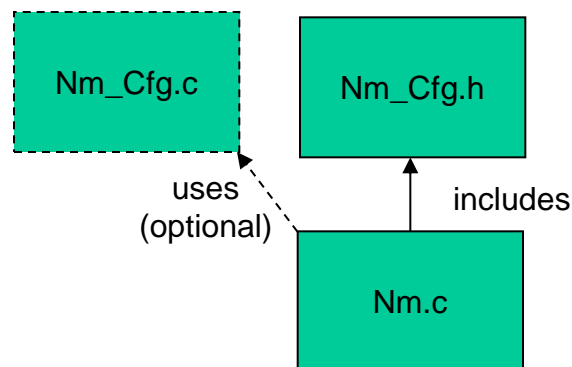 Nm_Cfg.c
Nm_Cfg.h
uses
(optional)
includes
Nm.c